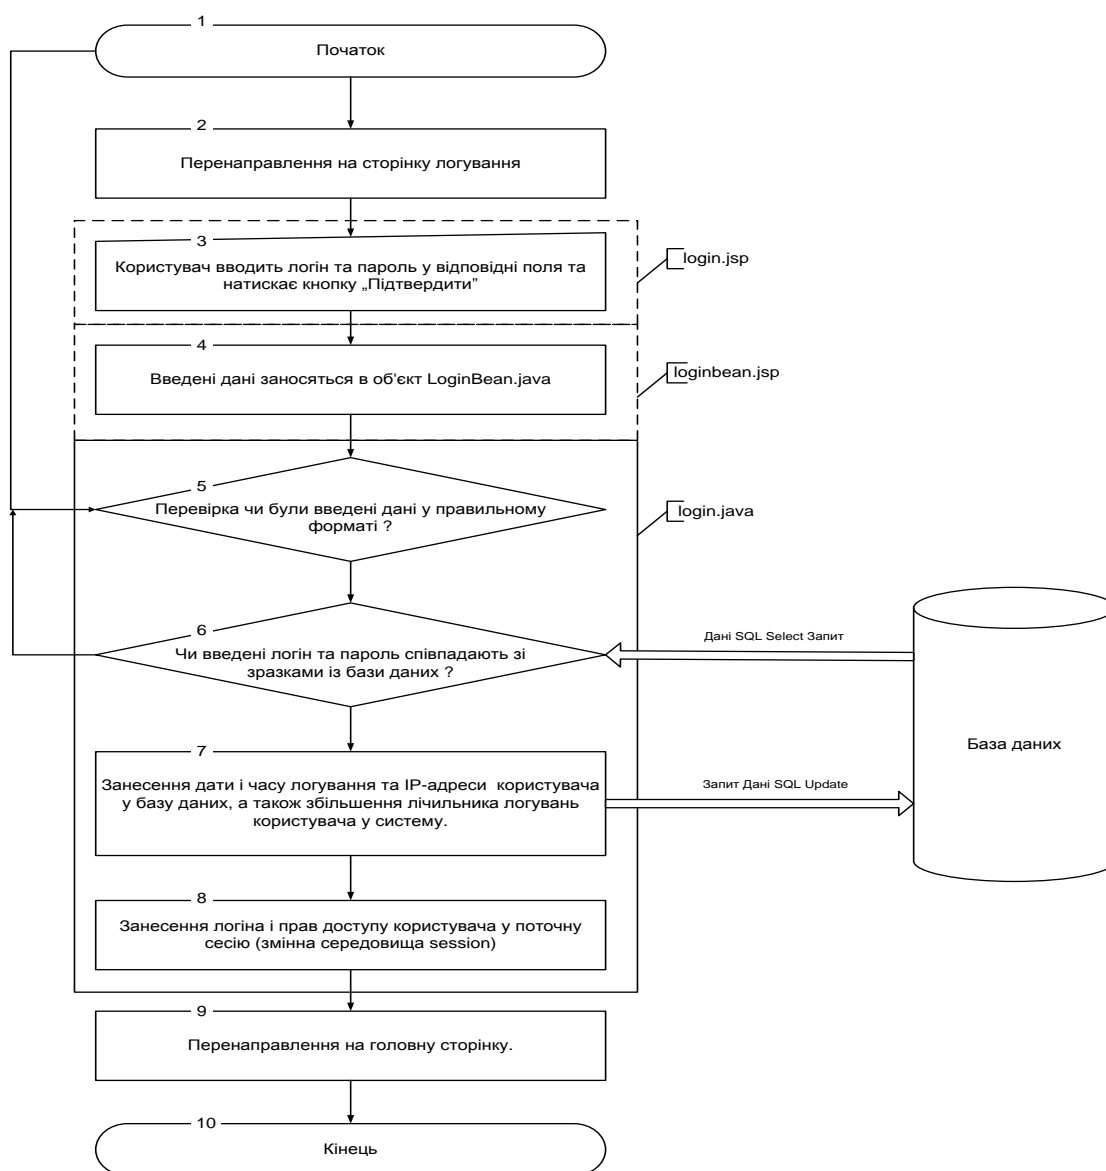 1
Початок
2
Перенаправлення на сторінку логування
3
Користувач вводить логін та пароль у відповідні поля та
натискає кнопку „Підтвердити”
login.jsp
4
Введені дані заносяться в об'єкт LoginBean.java
loginbean.jsp
5
Перевірка чи були введені дані у правильному
форматі ?
login.java
6
Чи введені логін та пароль співпадають зі
зразками із бази даних ?
Дані SQL Select Запит
База даних
7
Занесення дати і часу логування та IP-адреси користувача
у базу даних, а також збільшення лічильника логувань
користувача у систему.
Запит Дані SQL Update
8
Занесення логіна і прав доступу користувача у поточну
сесію (змінна середовища session)
9
Перенаправлення на головну сторінку.
10
Кінець